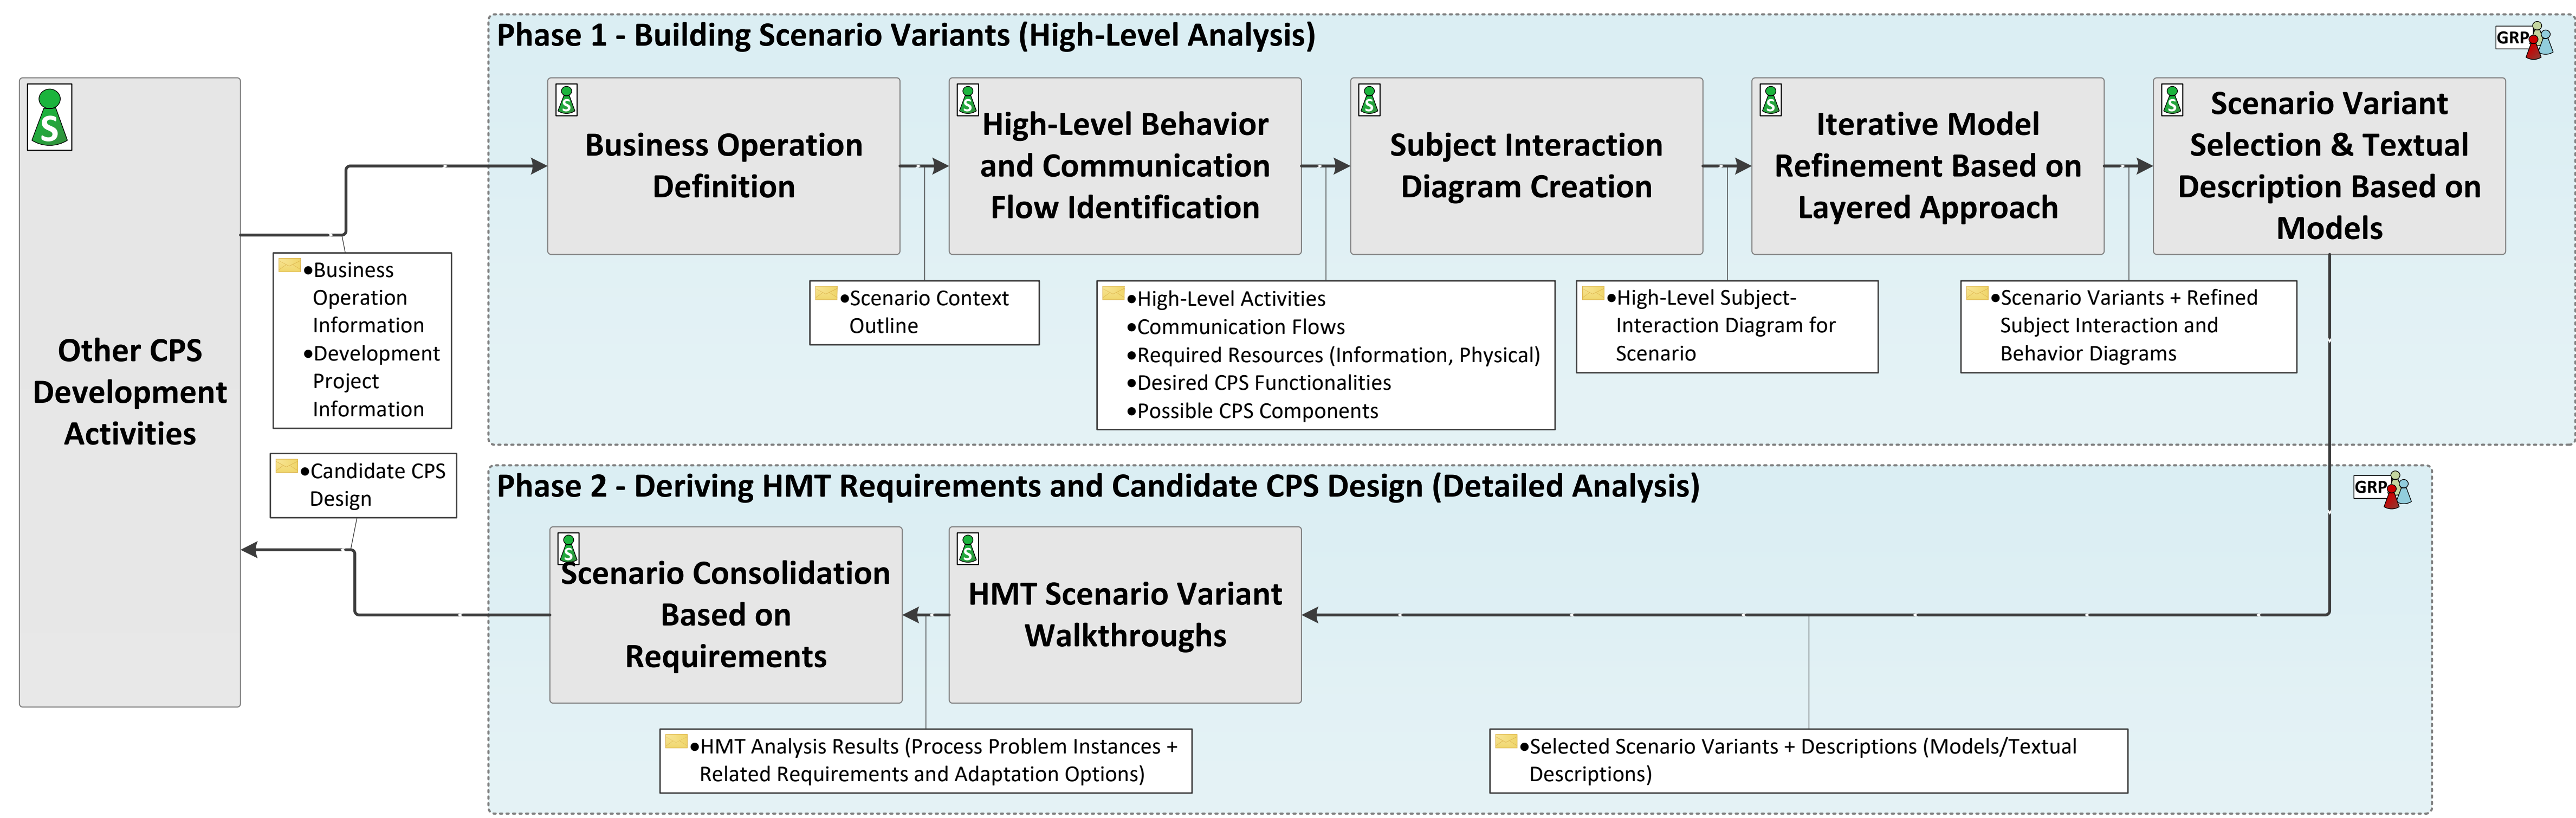 Phase 1 - Building Scenario Variants (High-Level Analysis)
GRP
S
Other CPS
Development
Activities
•Business
Operation
Information
•Development
Project
Information
•Candidate CPS
Design
S
Business Operation
Definition
•Scenario Context
Outline
S
High-Level Behavior
and Communication
Flow Identification
•High-Level Activities
•Communication Flows
•Required Resources (Information, Physical)
•Desired CPS Functionalities
•Possible CPS Components
S
Subject Interaction
Diagram Creation
•High-Level Subject-
Interaction Diagram for
Scenario
S
Iterative Model
Refinement Based on
Layered Approach
•Scenario Variants + Refined
Subject Interaction and
Behavior Diagrams
S
Scenario Variant
Selection & Textual
Description Based on
Models
Phase 2 - Deriving HMT Requirements and Candidate CPS Design (Detailed Analysis)
GRP
S
Scenario Consolidation
Based on
Requirements
S
HMT Scenario Variant
Walkthroughs
•HMT Analysis Results (Process Problem Instances +
Related Requirements and Adaptation Options)
•Selected Scenario Variants + Descriptions (Models/Textual
Descriptions)